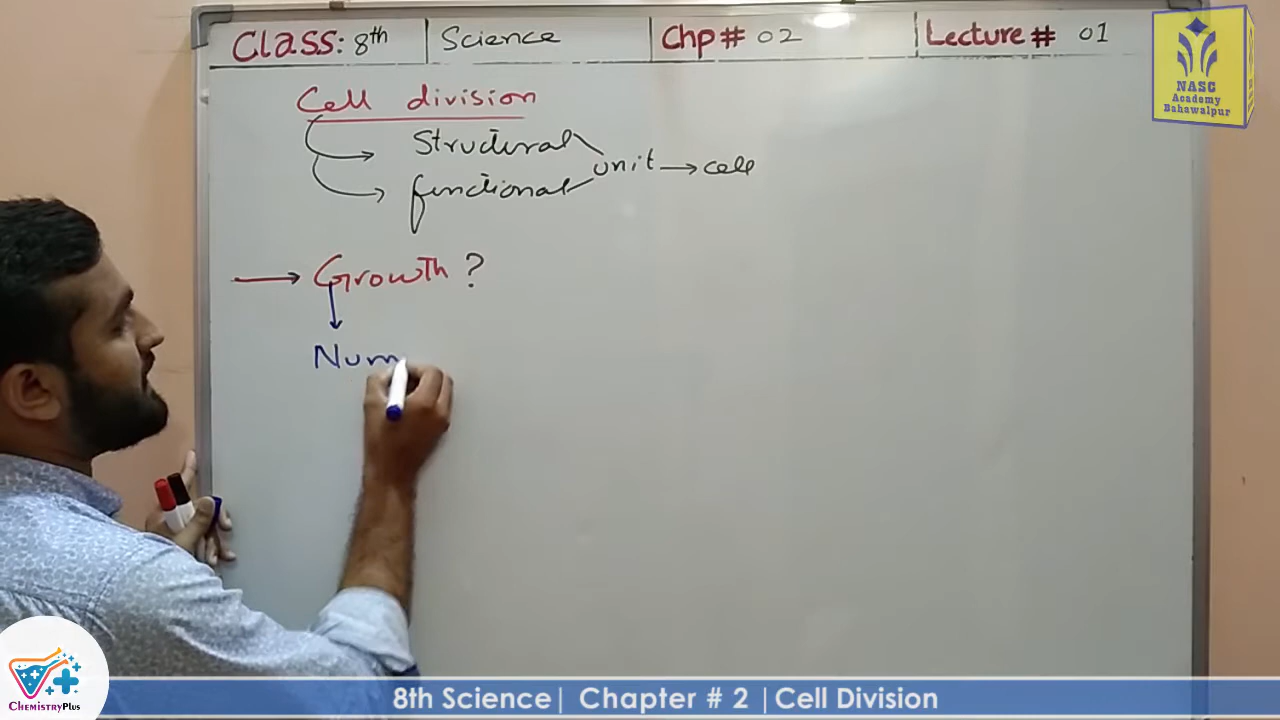 Class: 8th | Science | Chp # 02 | Lecture # 01
NASG
Academy
Bahawalpur
Cell division
Structural
functional
unit → cell
→ Growth ?
Num
ChemistryPlus
8th Science| Chapter # 2 |Cell Division